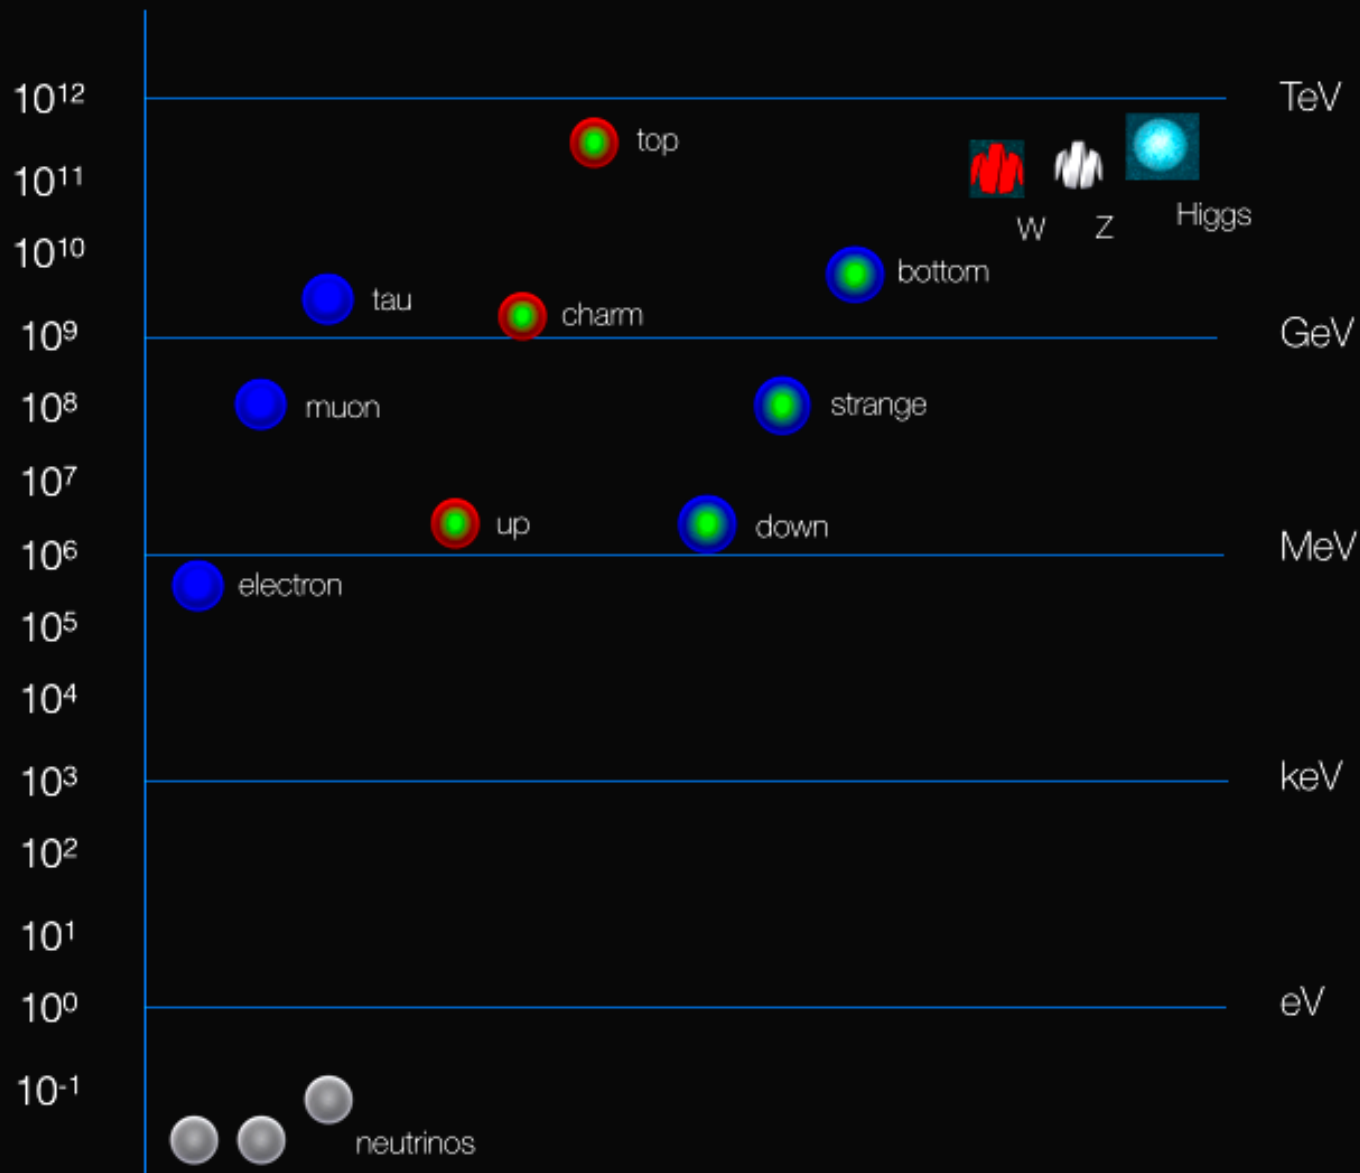 10¹² TeV
top
10¹¹
Higgs
W Z
10¹⁰
bottom
tau
charm
10⁹ GeV
10⁸ muon strange
10⁷
up down
10⁶ MeV
electron
10⁵
10⁴
10³ keV
10²
10¹
10⁰ eV
10⁻¹
neutrinos